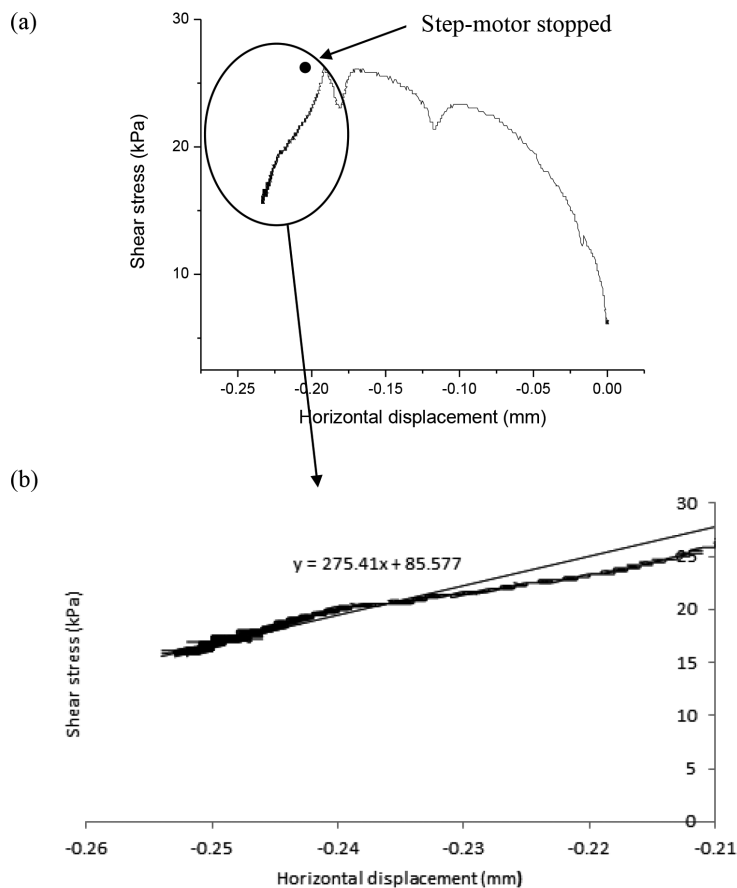 (a)
Step-motor stopped
30
20
10
Shear stress (kPa)
-0.25 -0.20 -0.15 -0.10 -0.05 0.00
Horizontal displacement (mm)
(b)
y = 275.41x + 85.577
30
25
20
15
10
5
0
Shear stress (kPa)
-0.26 -0.25 -0.24 -0.23 -0.22 -0.21
Horizontal displacement (mm)